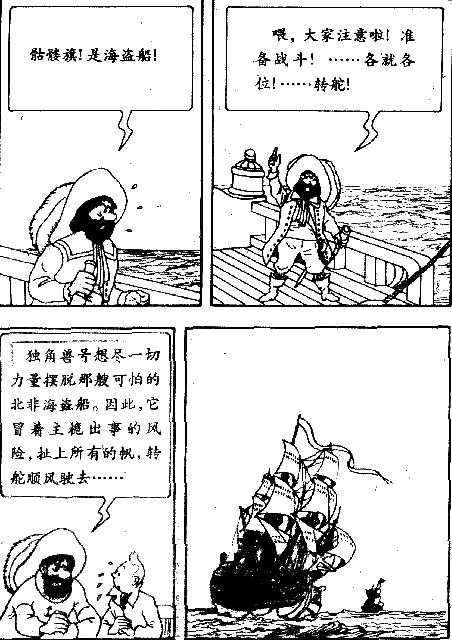 骷髅旗!是海盗船!
喂,大家注意啦!准
备战斗!……各就各
位!……转舵!
独角兽号想尽一切
力量摆脱那艘可怕的
北非海盗船。因此,它
冒着主桅出事的风
险,扯上所有的帆,转
舵顺风驶去……